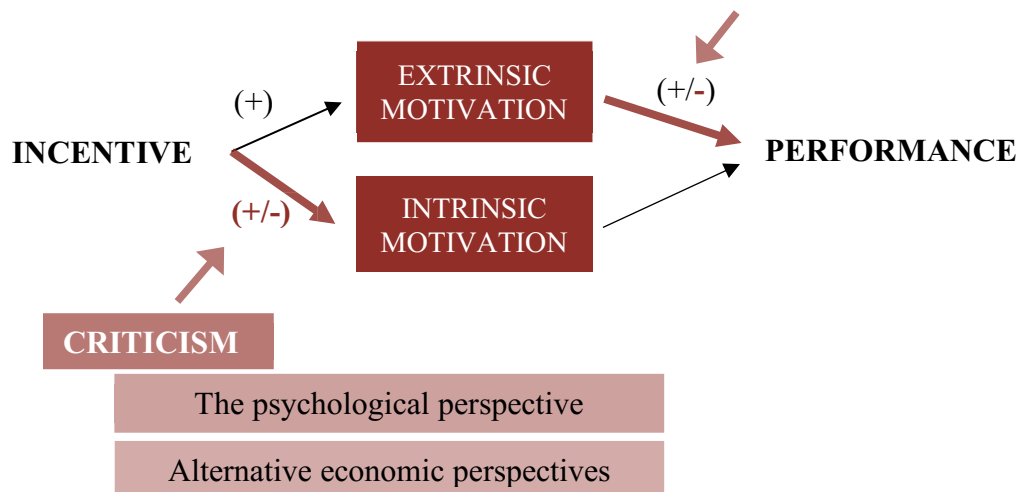 EXTRINSIC
MOTIVATION
(+)
(+/-)
INCENTIVE
PERFORMANCE
INTRINSIC
MOTIVATION
(+/-)
CRITICISM
The psychological perspective
Alternative economic perspectives